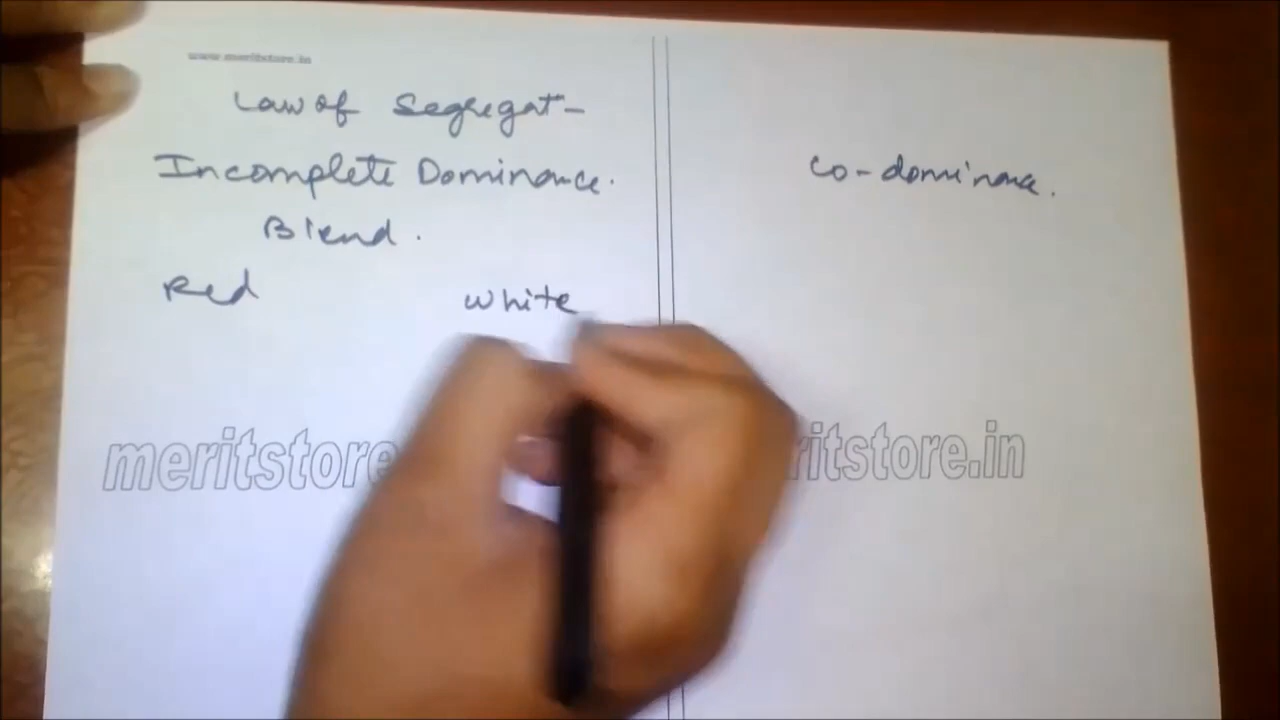 www.meritstore.in
Law of Segregat-
Incomplete Dominance.
Blend.
Red white
meritstore
Co-dominance.
ritstore.in